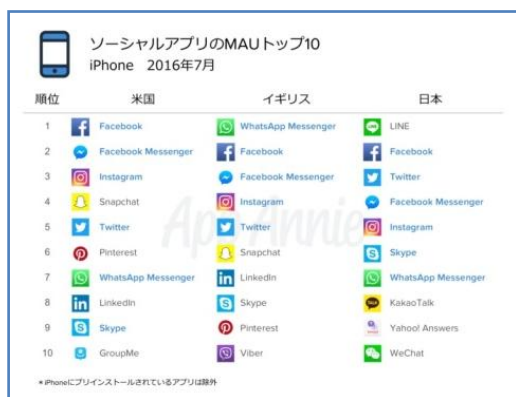 ソーシャルアプリのMAUトップ10
iPhone 2016年7月
順位 米国 イギリス 日本
1 Facebook WhatsApp Messenger LINE
2 Facebook Messenger Facebook Facebook
3 Instagram Facebook Messenger Twitter
4 Snapchat Instagram Facebook Messenger
5 Twitter Twitter Instagram
6 Pinterest Snapchat Skype
7 WhatsApp Messenger LinkedIn WhatsApp Messenger
8 LinkedIn Skype KakaoTalk
9 Skype Pinterest Yahoo! Answers
10 GroupMe Viber WeChat
App Annie
*iPhoneにプリインストールされているアプリは除外